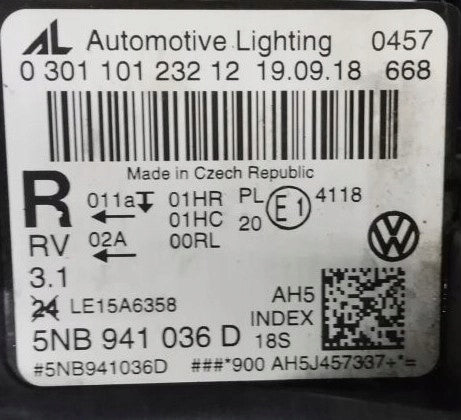 AL Automotive Lighting 0457
0 301 101 232 12 19.09.18 668
Made in Czech Republic
R 011a 01HR PL E1 4118
01HC 20
RV 02A 00RL
3.1
24 LE15A6358 AH5
5NB 941 036 D INDEX 18S
#5NB941036D ###*900 AH5J457337+*=